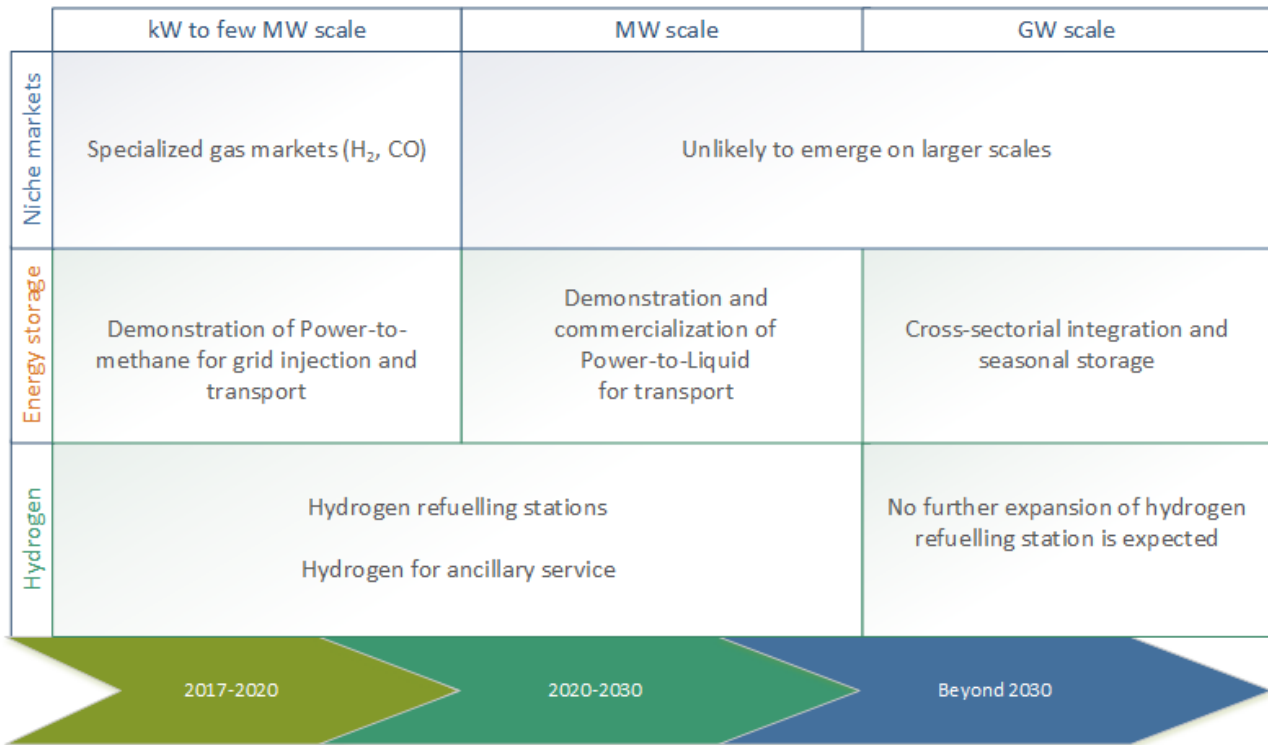 kW to few MW scale
MW scale
GW scale
Niche markets
Specialized gas markets (H₂, CO)
Unlikely to emerge on larger scales
Energy storage
Demonstration of Power-to-
methane for grid injection and
transport
Demonstration and
commercialization of
Power-to-Liquid
for transport
Cross-sectorial integration and
seasonal storage
Hydrogen
Hydrogen refuelling stations
Hydrogen for ancillary service
No further expansion of hydrogen
refuelling station is expected
2017-2020
2020-2030
Beyond 2030